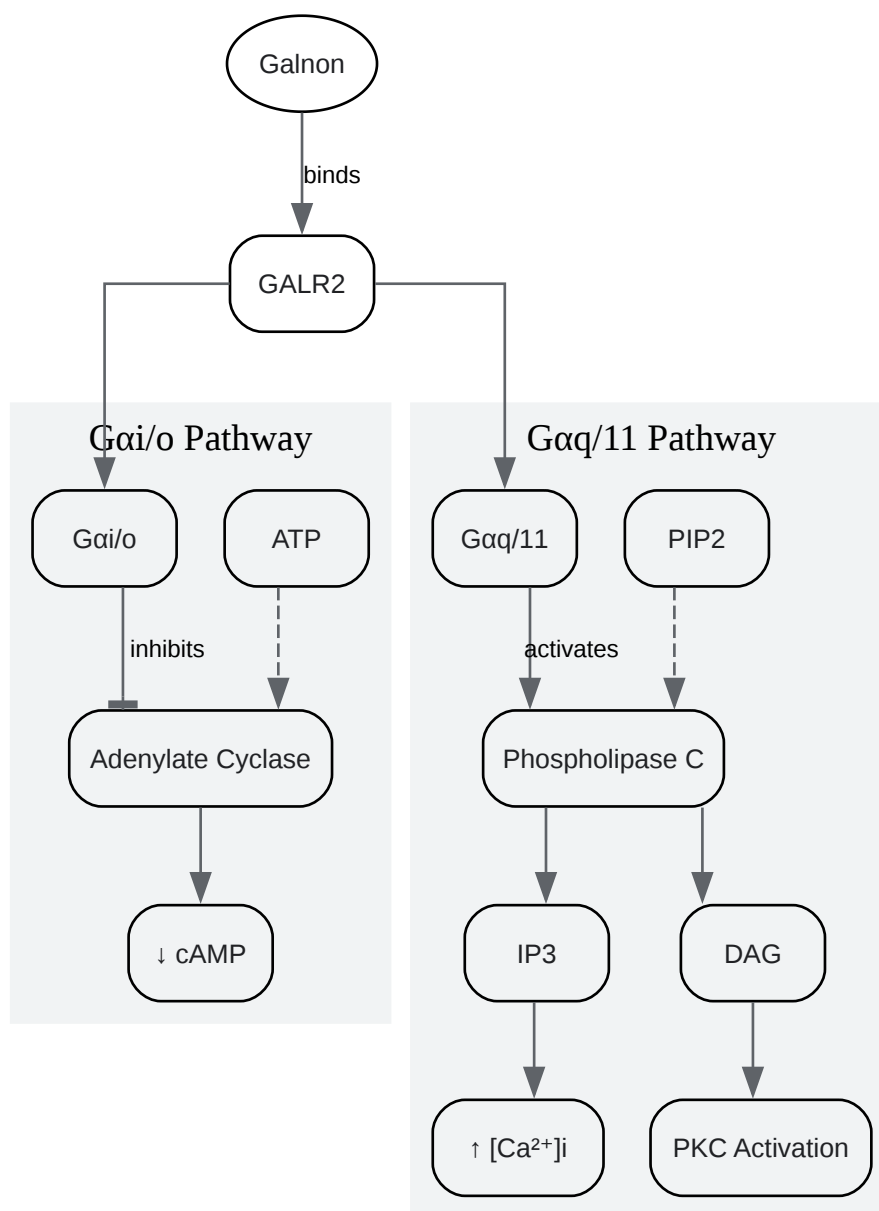 Galnon
binds
GALR2
Gαi/o Pathway
Gαq/11 Pathway
Gαi/o
ATP
Gαq/11
PIP2
inhibits
activates
Adenylate Cyclase
Phospholipase C
↓ cAMP
IP3
DAG
↑ [Ca²⁺]i
PKC Activation